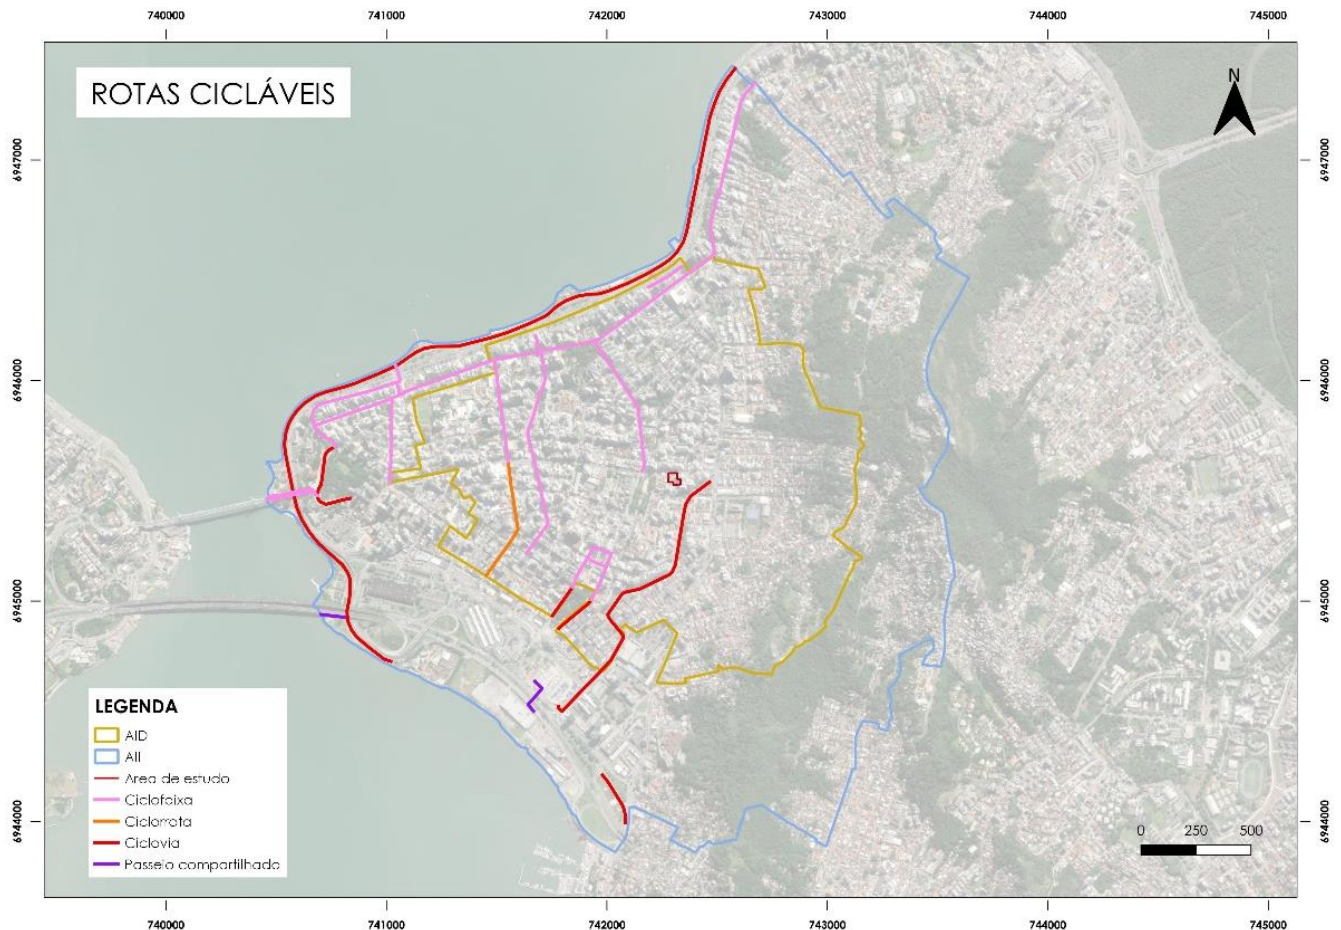 740000 741000 742000 743000 744000 745000
ROTAS CICLÁVEIS
N
6947000 6947000
6946000 6946000
6945000 6945000
LEGENDA
AID
AII
Area de estudo
Ciclofaixa
Ciclorrota
Ciclovia
Passeio compartilhado
6944000 6944000
0 250 500
740000 741000 742000 743000 744000 745000